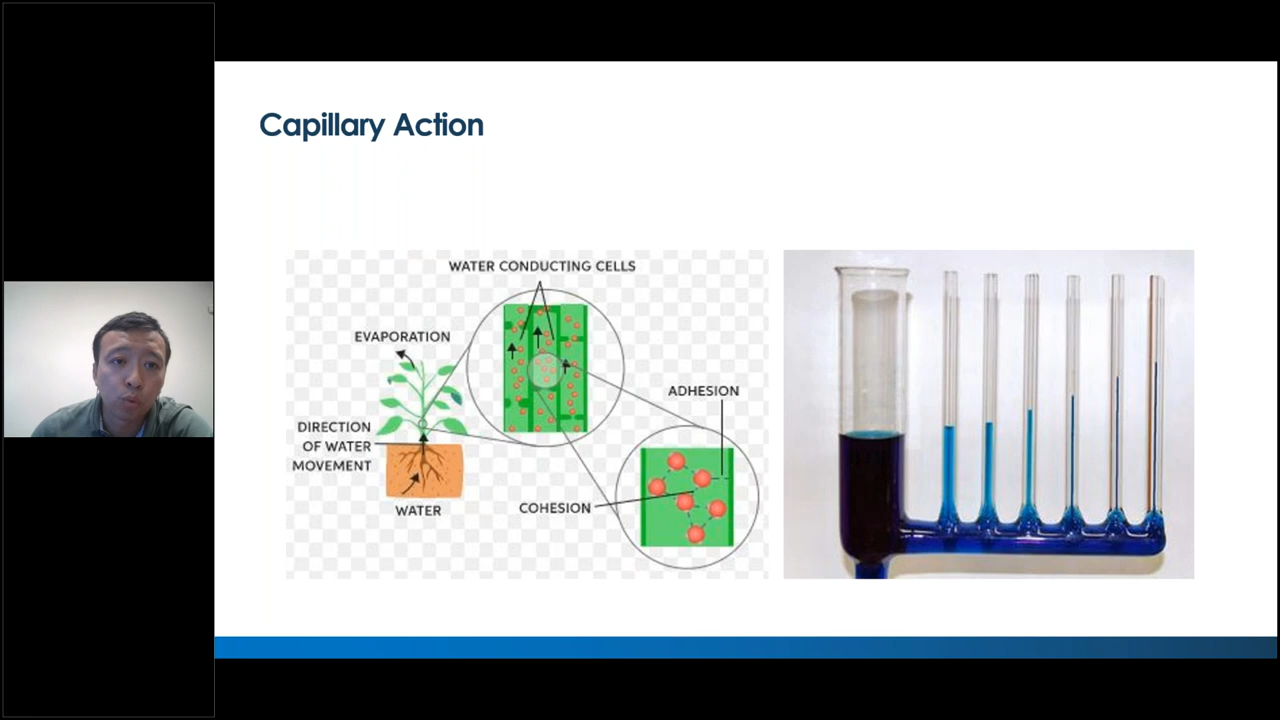 Capillary Action
WATER CONDUCTING CELLS
EVAPORATION
ADHESION
DIRECTION
OF WATER
MOVEMENT
WATER
COHESION